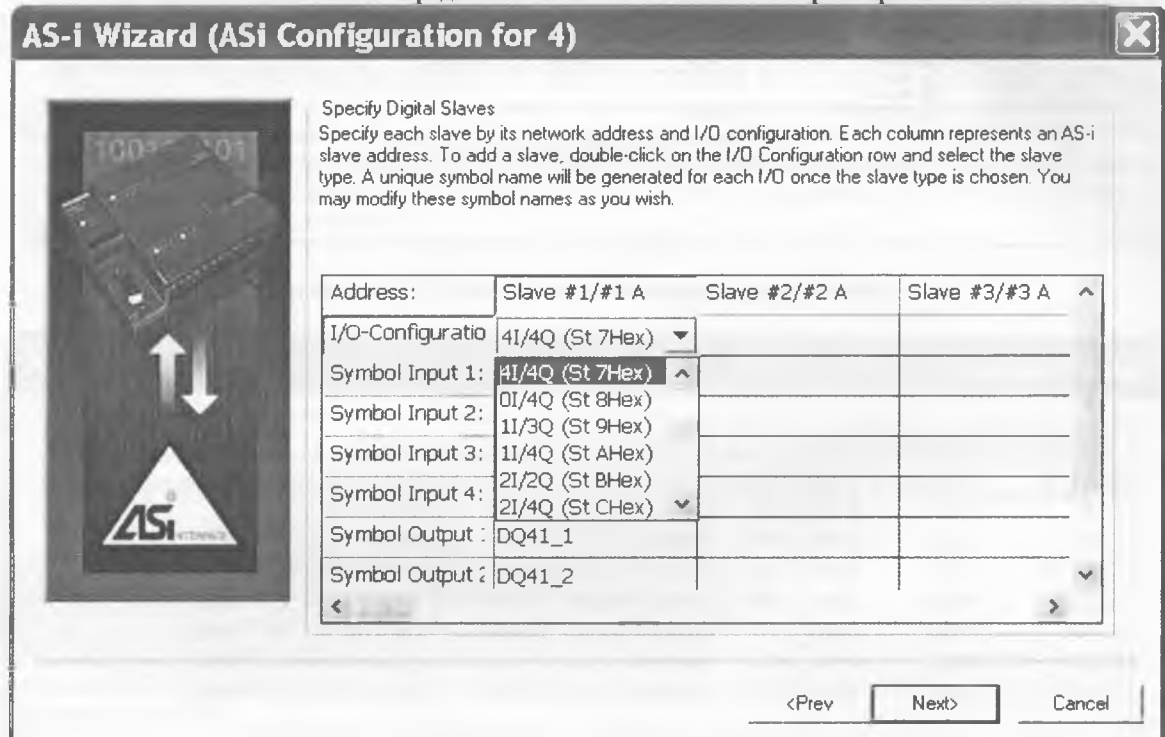 AS-i Wizard (ASi Configuration for 4)
Specify Digital Slaves
Specify each slave by its network address and I/O configuration. Each column represents an AS-i
slave address. To add a slave, double-click on the I/O Configuration row and select the slave
type. A unique symbol name will be generated for each I/O once the slave type is chosen. You
may modify these symbol names as you wish.
Address: Slave #1/#1 A Slave #2/#2 A Slave #3/#3 A
I/O-Configuratio 4I/4Q (St 7Hex)
Symbol Input 1: 4I/4Q (St 7Hex)
0I/4Q (St 8Hex)
Symbol Input 2: 1I/3Q (St 9Hex)
Symbol Input 3: 1I/4Q (St AHex)
2I/2Q (St BHex)
Symbol Input 4: 2I/4Q (St CHex)
Symbol Output DQ41_1
Symbol Output 2 DQ41_2
ASi
<Prev Next> Cancel